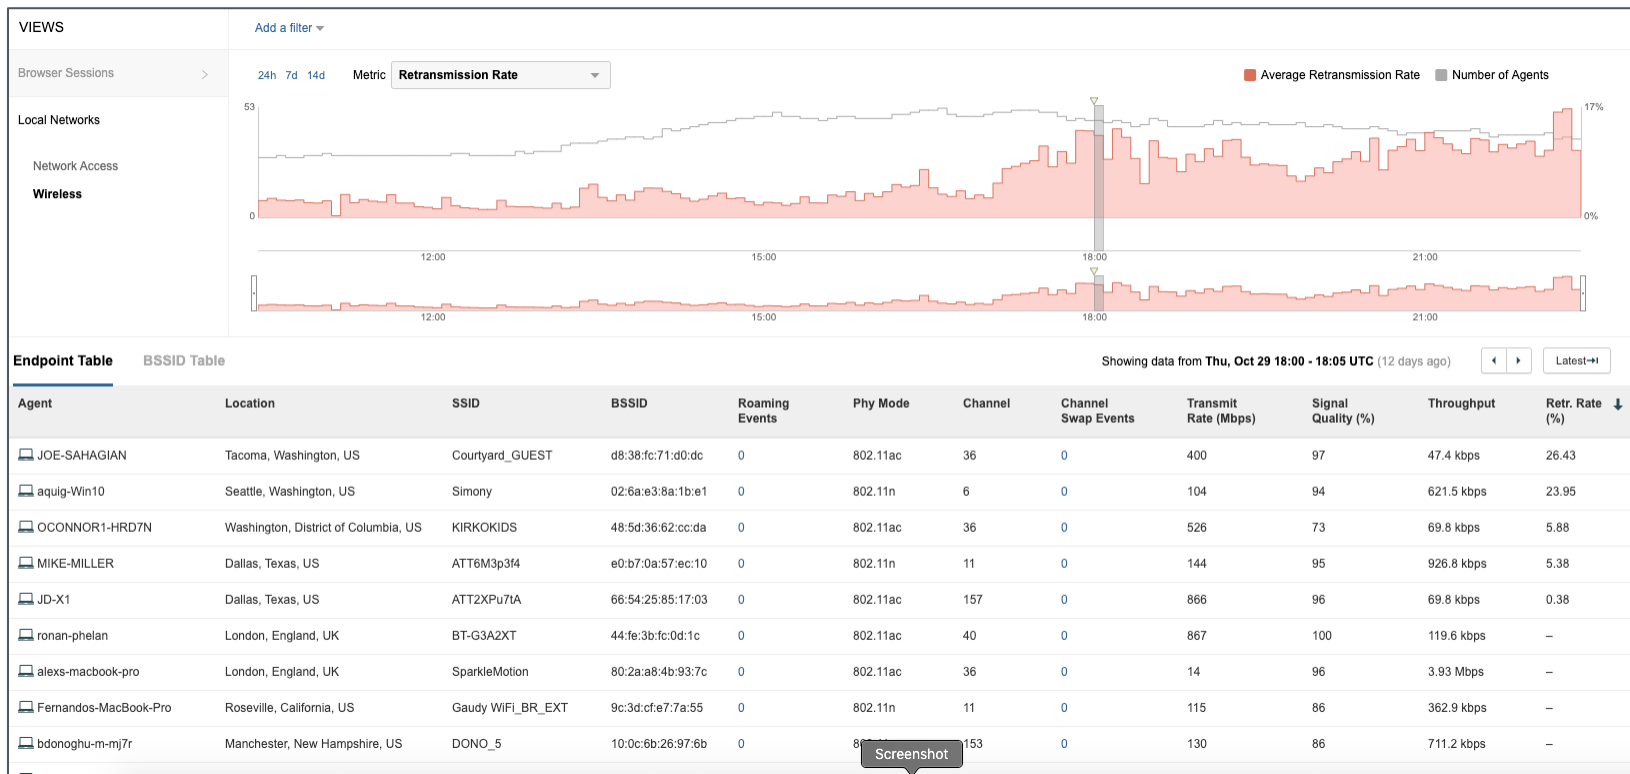 VIEWS
Add a filter
Browser Sessions
24h 7d 14d Metric Retransmission Rate Average Retransmission Rate Number of Agents
53 17%
Local Networks
Network Access
Wireless
0 0%
12:00 15:00 18:00 21:00
12:00 15:00 18:00 21:00
Endpoint Table BSSID Table Showing data from Thu, Oct 29 18:00 - 18:05 UTC (12 days ago) Latest
Agent Location SSID BSSID Roaming Events Phy Mode Channel Channel Swap Events Transmit Rate (Mbps) Signal Quality (%) Throughput Retr. Rate (%)
JOE-SAHAGIAN Tacoma, Washington, US Courtyard_GUEST d8:38:fc:71:d0:dc 0 802.11ac 36 0 400 97 47.4 kbps 26.43
aquig-Win10 Seattle, Washington, US Simony 02:6a:e3:8a:1b:e1 0 802.11n 6 0 104 94 621.5 kbps 23.95
OCONNOR1-HRD7N Washington, District of Columbia, US KIRKOKIDS 48:5d:36:62:cc:da 0 802.11ac 36 0 526 73 69.8 kbps 5.88
MIKE-MILLER Dallas, Texas, US ATT6M3p3f4 e0:b7:0a:57:ec:10 0 802.11n 11 0 144 95 926.8 kbps 5.38
JD-X1 Dallas, Texas, US ATT2XPu7tA 66:54:25:85:17:03 0 802.11ac 157 0 866 96 69.8 kbps 0.38
ronan-phelan London, England, UK BT-G3A2XT 44:fe:3b:fc:0d:1c 0 802.11ac 40 0 867 100 119.6 kbps –
alexs-macbook-pro London, England, UK SparkleMotion 80:2a:a8:4b:93:7c 0 802.11ac 36 0 14 96 3.93 Mbps –
Fernandos-MacBook-Pro Roseville, California, US Gaudy WiFi_BR_EXT 9c:3d:cf:e7:7a:55 0 802.11n 11 0 115 86 362.9 kbps –
bdonoghu-m-mj7r Manchester, New Hampshire, US DONO_5 10:0c:6b:26:97:6b 0 153 0 130 86 711.2 kbps –
Screenshot